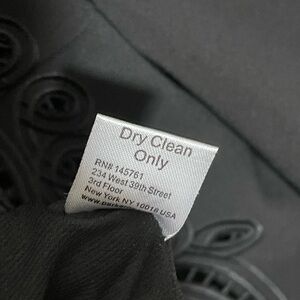 Dry Clean
Only
RN# 145761
234 West 39th Street
3rd Floor
New York NY 10018 USA